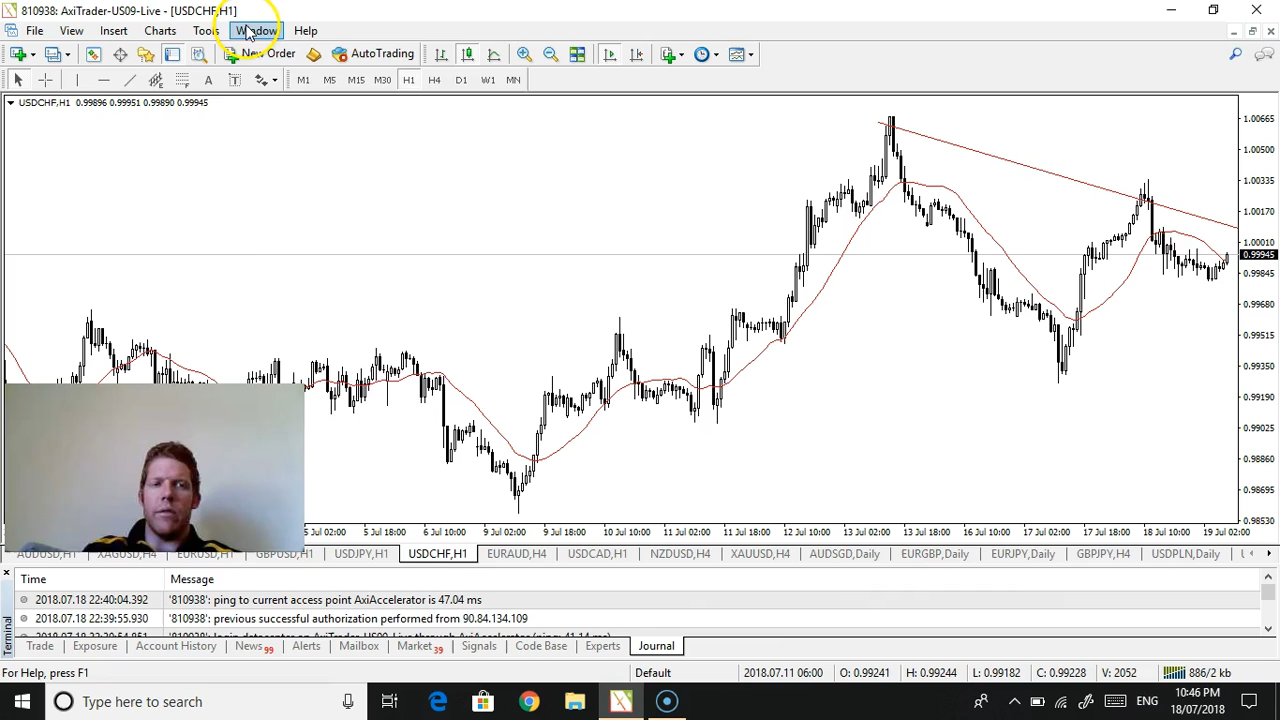 810938: AxiTrader-US09-Live - [USDCHF,H1]
File View Insert Charts Tools Window Help
New Order AutoTrading
A T M1 M5 M15 M30 H1 H4 D1 W1 MN
USDCHF,H1 0.99896 0.99951 0.99890 0.99945
1.00665
1.00500
1.00335
1.00170
1.00010
0.99945
0.99845
0.99680
0.99515
0.99350
0.99190
0.99025
0.98860
0.98695
0.98530
5 Jul 02:00 5 Jul 18:00 6 Jul 10:00 9 Jul 02:00 9 Jul 18:00 10 Jul 10:00 11 Jul 02:00 11 Jul 18:00 12 Jul 10:00 13 Jul 02:00 13 Jul 18:00 16 Jul 10:00 17 Jul 02:00 17 Jul 18:00 18 Jul 10:00 19 Jul 02:00
AUDUSD,H1 XAGUSD,H4 EURUSD,H1 GBPUSD,H1 USDJPY,H1 USDCHF,H1 EURAUD,H4 USDCAD,H1 NZDUSD,H4 XAUUSD,H4 AUDSGD,Daily EURGBP,Daily EURJPY,Daily GBPJPY,H4 USDPLN,Daily
Time Message
2018.07.18 22:40:04.392 '810938': ping to current access point AxiAccelerator is 47.04 ms
2018.07.18 22:39:55.930 '810938': previous successful authorization performed from 90.84.134.109
Terminal
Trade Exposure Account History News 99 Alerts Mailbox Market 39 Signals Code Base Experts Journal
For Help, press F1 Default 2018.07.11 06:00 O: 0.99241 H: 0.99244 L: 0.99182 C: 0.99228 V: 2052 886/2 kb
Type here to search ENG 10:46 PM
18/07/2018